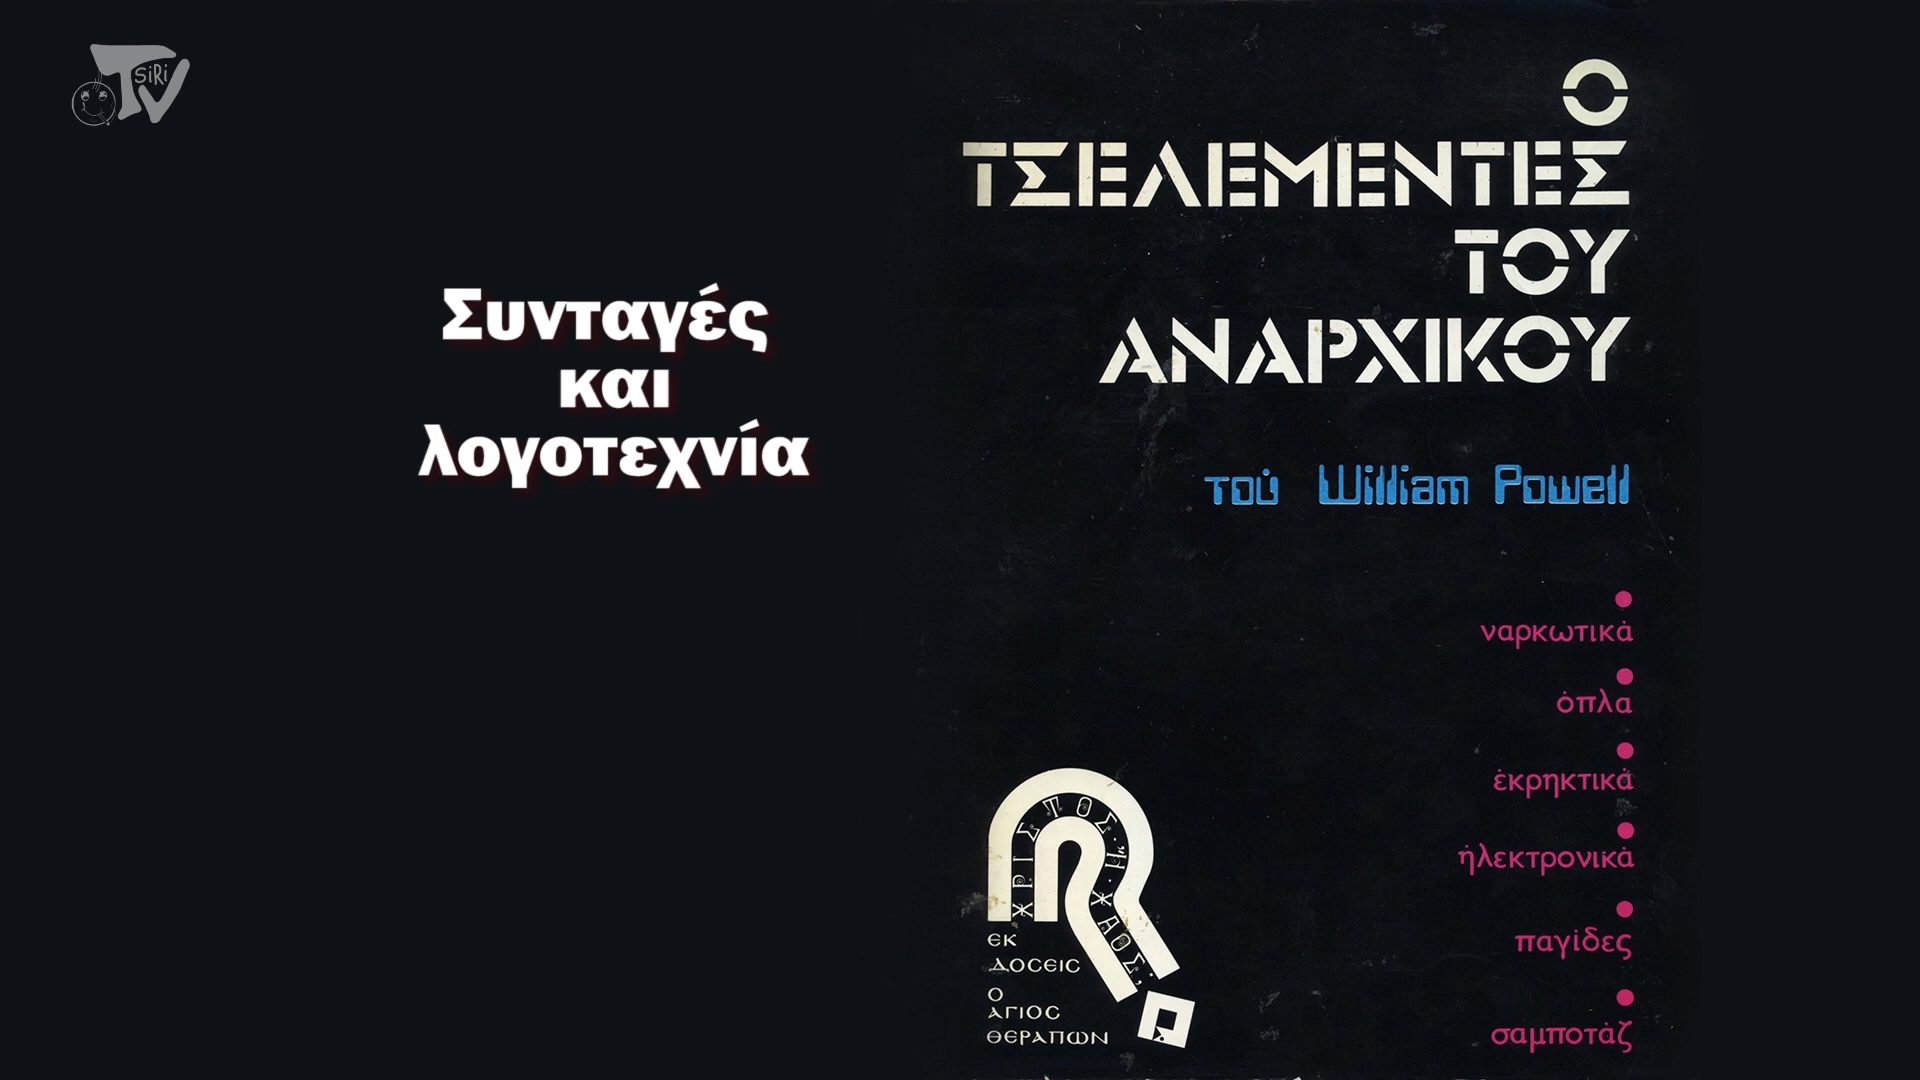 TV
SiRi
Συνταγές
και
λογοτεχνία
Ο
ΤΣΕΛΕΜΕΝΤΕΣ
ΤΟΥ
ΑΝΑΡΧΙΚΟΥ
τού William Powell
ναρκωτικά
όπλα
έκρηκτικά
ήλεκτρονικά
παγίδες
σαμποτάζ
ΧΡΙΣΤΟΣ·Η·ΧΑΟΣ;
ΕΚ
ΔΟΣΕΙΣ
Ο
ΑΓΙΟΣ
ΘΕΡΑΠΩΝ